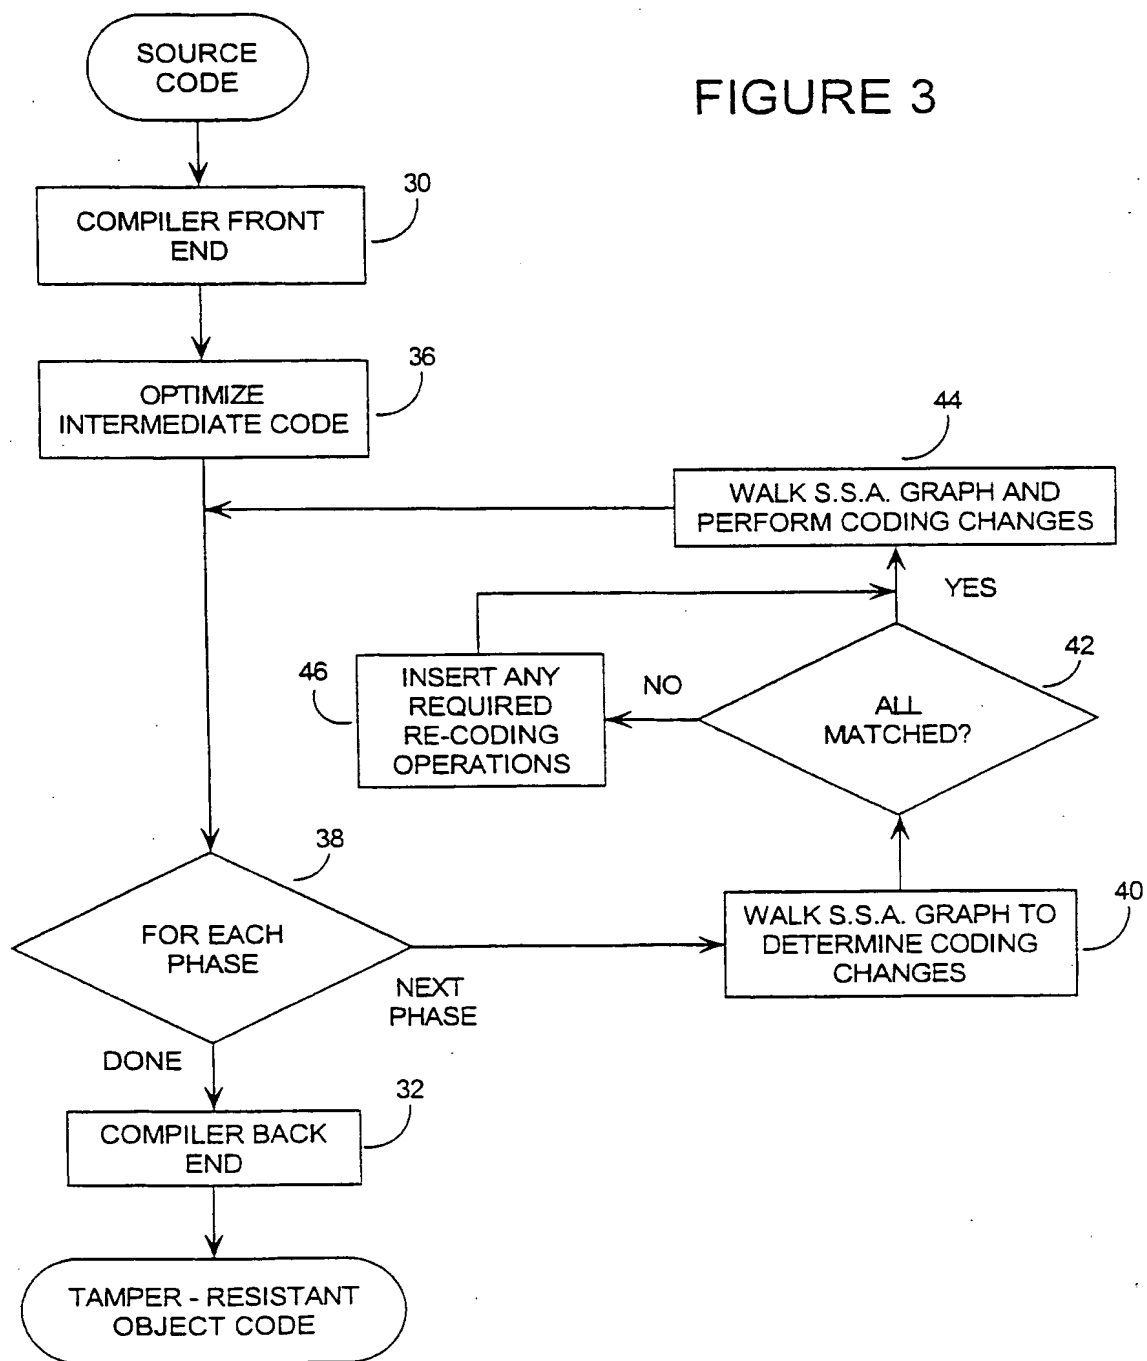 SOURCE
CODE
FIGURE 3
30
COMPILER FRONT
END
36
OPTIMIZE
INTERMEDIATE CODE
44
WALK S.S.A. GRAPH AND
PERFORM CODING CHANGES
YES
42
ALL
MATCHED?
NO
46
INSERT ANY
REQUIRED
RE-CODING
OPERATIONS
38
FOR EACH
PHASE
NEXT
PHASE
40
WALK S.S.A. GRAPH TO
DETERMINE CODING
CHANGES
DONE
32
COMPILER BACK
END
TAMPER - RESISTANT
OBJECT CODE